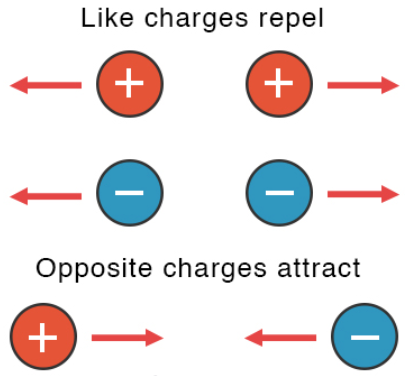 Like charges repel
+ +
− −
Opposite charges attract
+ −